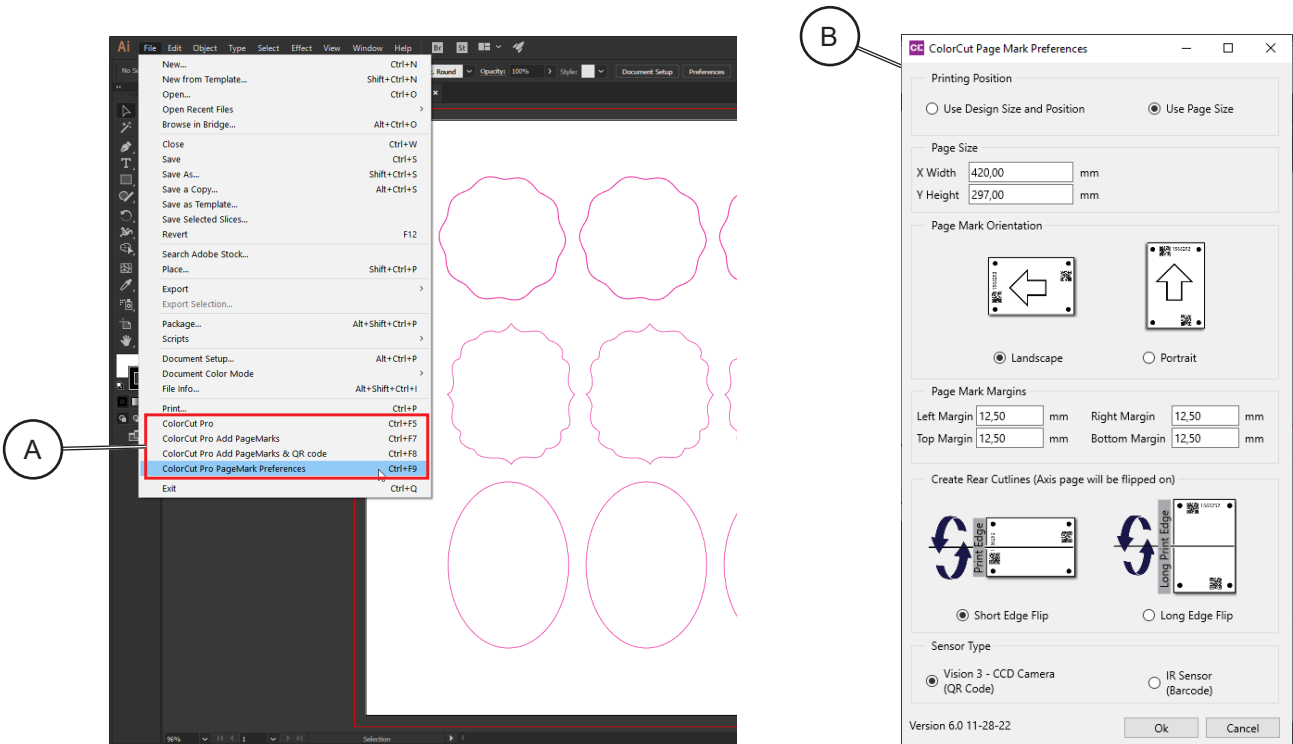 A
B
Ai File Edit Object Type Select Effect View Window Help Br St
No Se
Round Opacity: 100% Style: Document Setup Preferences
New... Ctrl+N
New from Template... Shift+Ctrl+N
Open... Ctrl+O
Open Recent Files
Browse in Bridge... Alt+Ctrl+O
Close Ctrl+W
Save Ctrl+S
Save As... Shift+Ctrl+S
Save a Copy... Alt+Ctrl+S
Save as Template...
Save Selected Slices...
Revert F12
Search Adobe Stock...
Place... Shift+Ctrl+P
Export
Export Selection...
Package... Alt+Shift+Ctrl+P
Scripts
Document Setup... Alt+Ctrl+P
Document Color Mode
File Info... Alt+Shift+Ctrl+I
Print... Ctrl+P
ColorCut Pro Ctrl+F5
ColorCut Pro Add PageMarks Ctrl+F7
ColorCut Pro Add PageMarks & QR code Ctrl+F8
ColorCut Pro PageMark Preferences Ctrl+F9
Exit Ctrl+Q
96% 1 Selection
CC ColorCut Page Mark Preferences
Printing Position
Use Design Size and Position Use Page Size
Page Size
X Width 420,00 mm
Y Height 297,00 mm
Page Mark Orientation
Landscape Portrait
Page Mark Margins
Left Margin 12,50 mm Right Margin 12,50 mm
Top Margin 12,50 mm Bottom Margin 12,50 mm
Create Rear Cutlines (Axis page will be flipped on)
Print Edge
Long Print Edge
Short Edge Flip Long Edge Flip
Sensor Type
Vision 3 - CCD Camera
(QR Code)
IR Sensor
(Barcode)
Version 6.0 11-28-22 Ok Cancel